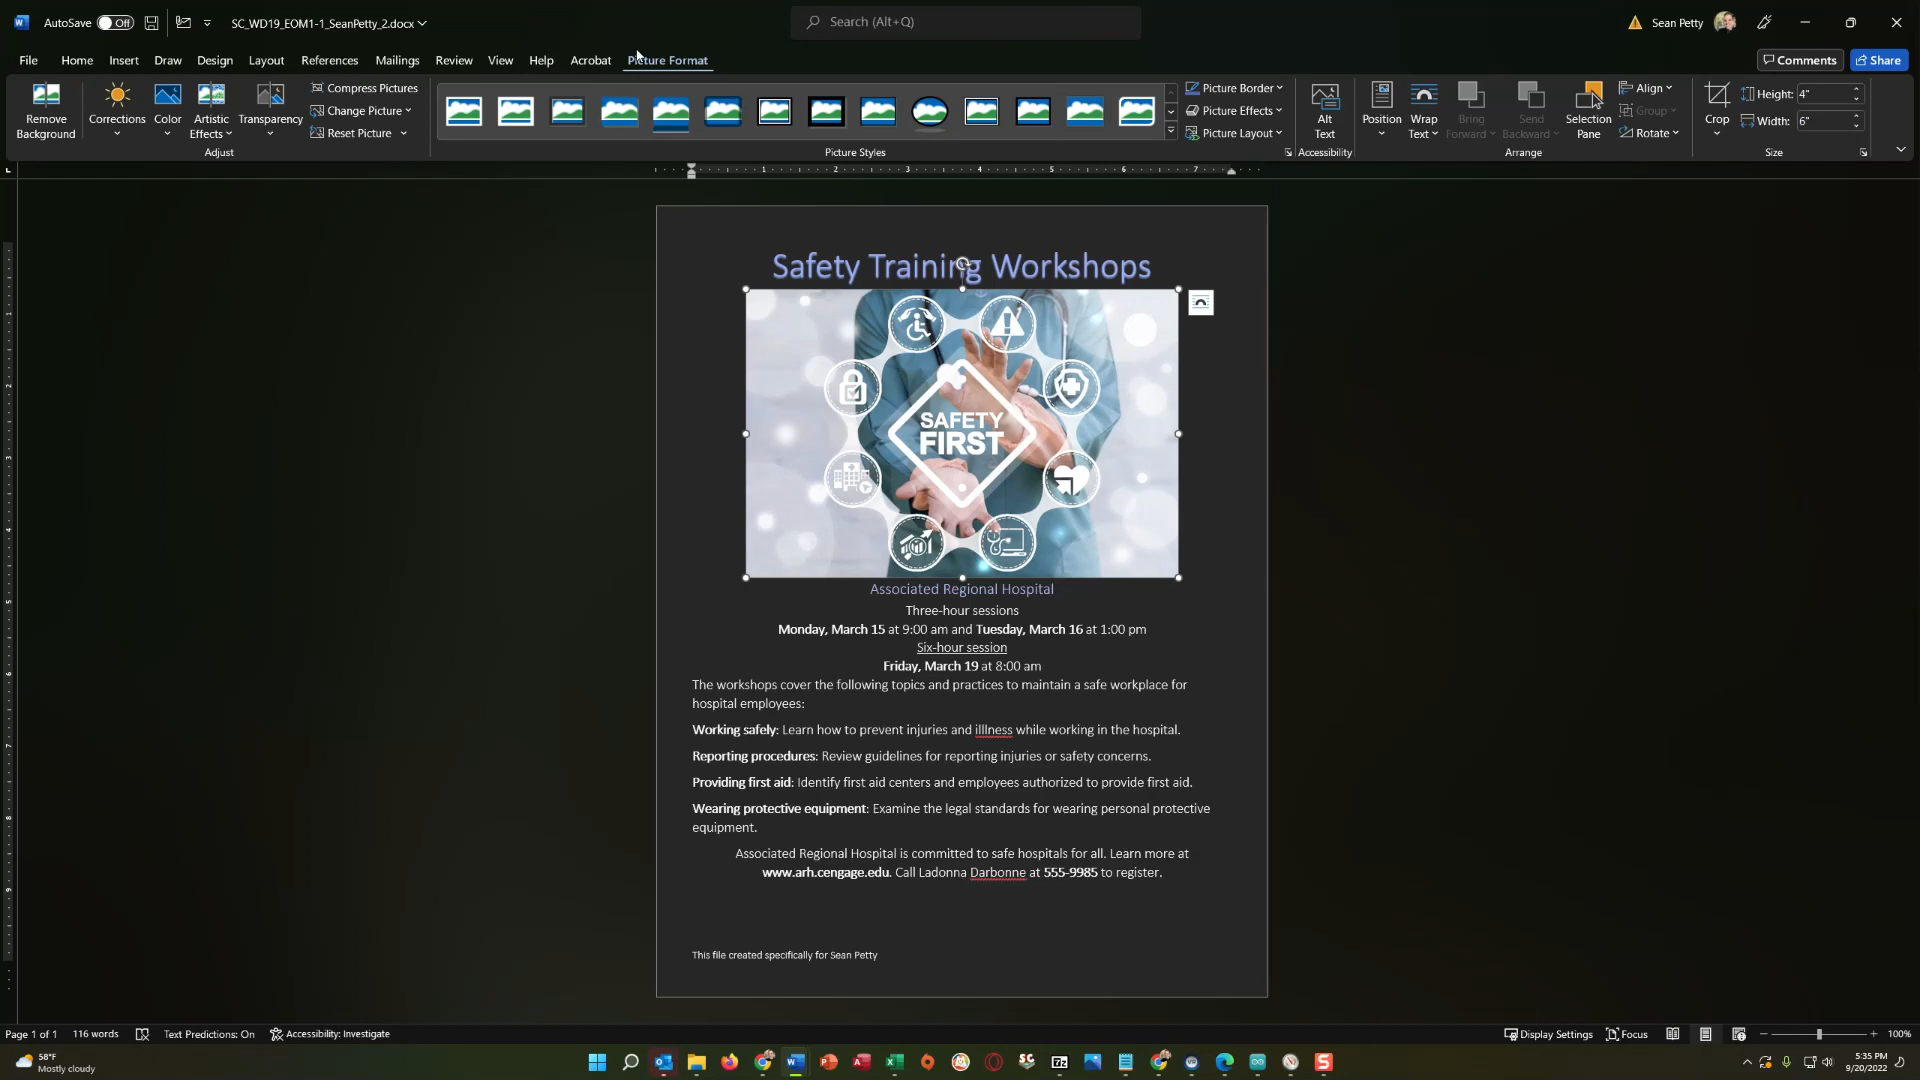 AutoSave Off SC_WD19_EOM1-1_SeanPetty_2.docx Search (Alt+Q) Sean Petty
File Home Insert Draw Design Layout References Mailings Review View Help Acrobat Picture Format Comments Share
Remove Background
Corrections
Color
Artistic Effects
Transparency
Compress Pictures
Change Picture
Reset Picture
Adjust
Picture Styles
Picture Border
Picture Effects
Picture Layout
Alt Text
Accessibility
Position
Wrap Text
Bring Forward
Send Backward
Selection Pane
Align
Group
Rotate
Arrange
Crop
Height: 4"
Width: 6"
Size
1 2 3 4 5 6 7
Safety Training Workshops
SAFETY
FIRST
Associated Regional Hospital
Three-hour sessions
Monday, March 15 at 9:00 am and Tuesday, March 16 at 1:00 pm
Six-hour session
Friday, March 19 at 8:00 am
The workshops cover the following topics and practices to maintain a safe workplace for
hospital employees:
Working safely: Learn how to prevent injuries and illlness while working in the hospital.
Reporting procedures: Review guidelines for reporting injuries or safety concerns.
Providing first aid: Identify first aid centers and employees authorized to provide first aid.
Wearing protective equipment: Examine the legal standards for wearing personal protective
equipment.
Associated Regional Hospital is committed to safe hospitals for all. Learn more at
www.arh.cengage.edu. Call Ladonna Darbonne at 555-9985 to register.
This file created specifically for Sean Petty
Page 1 of 1 116 words Text Predictions: On Accessibility: Investigate Display Settings Focus 100%
58°F
Mostly cloudy
5:35 PM
9/20/2022